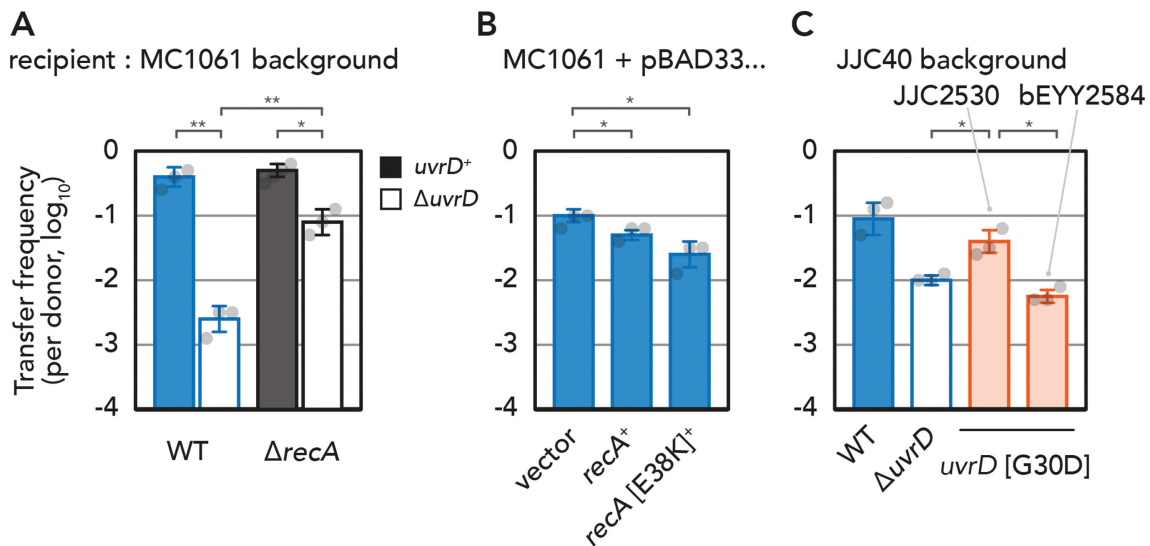 A
recipient : MC1061 background
Transfer frequency
(per donor, log10)
0
-1
-2
-3
-4
** ** *
uvrD+
ΔuvrD
WT ΔrecA
B
MC1061 + pBAD33...
* *
0
-1
-2
-3
-4
vector
recA+
recA [E38K]+
C
JJC40 background
JJC2530 bEYY2584
* *
0
-1
-2
-3
-4
WT
ΔuvrD
uvrD [G30D]